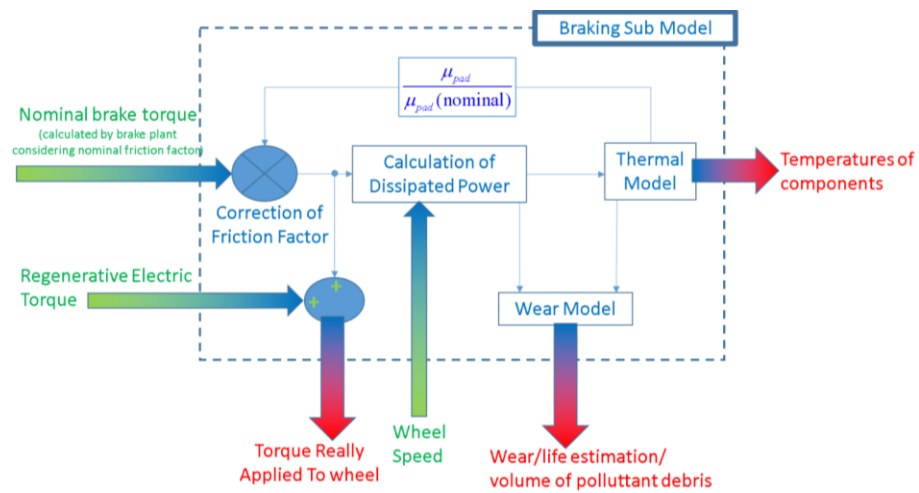 Braking Sub Model
μpad
μpad (nominal)
Nominal brake torque
(calculated by brake plant
considering nominal friction factor)
Calculation of
Dissipated Power
Thermal
Model
Temperatures of
components
Correction of
Friction Factor
Regenerative Electric
Torque
+
+
Wear Model
Torque Really
Applied To wheel
Wheel
Speed
Wear/life estimation/
volume of polluttant debris